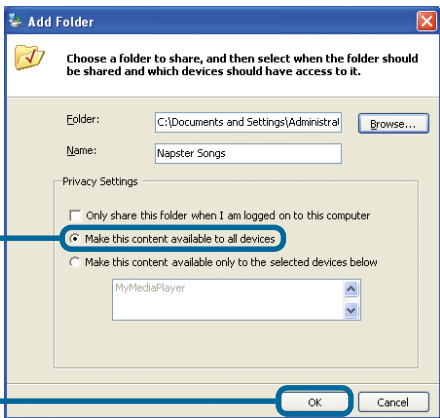 Add Folder
Choose a folder to share, and then select when the folder should
be shared and which devices should have access to it.
Folder:
C:\Documents and Settings\Administrat
Browse...
Name:
Napster Songs
Privacy Settings
Only share this folder when I am logged on to this computer
Make this content available to all devices
Make this content available only to the selected devices below
MyMediaPlayer
OK
Cancel